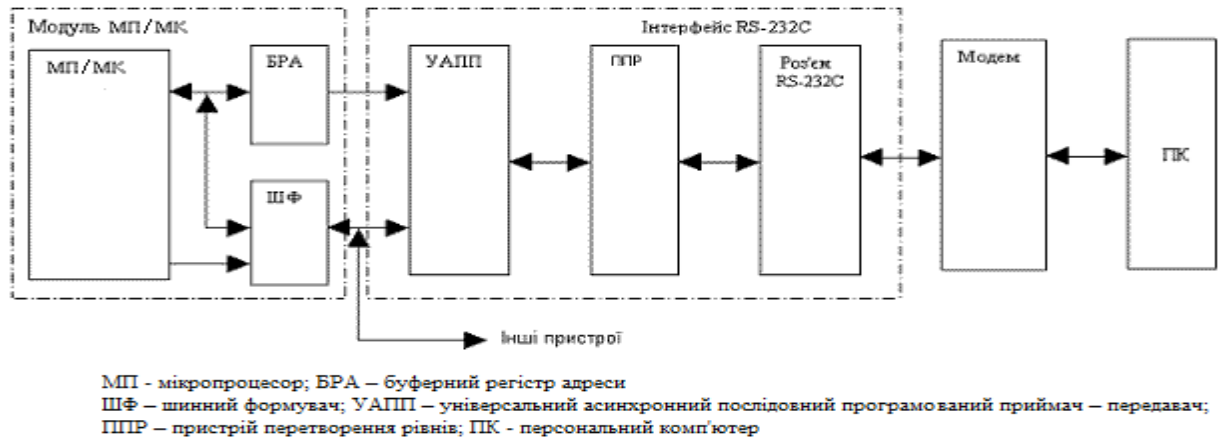 Модуль МП/МК
Інтерфейс RS-232C
МП/МК
БРА
УАПП
ППР
Роз'єм
RS-232C
Модем
ПК
ШФ
Інші пристрої
МП - мікропроцесор; БРА – буферний регістр адреси
ШФ – шинний формувач; УАПП – універсальний асинхронний послідовний програмований приймач – передавач;
ППР – пристрій перетворення рівнів; ПК - персональний комп'ютер